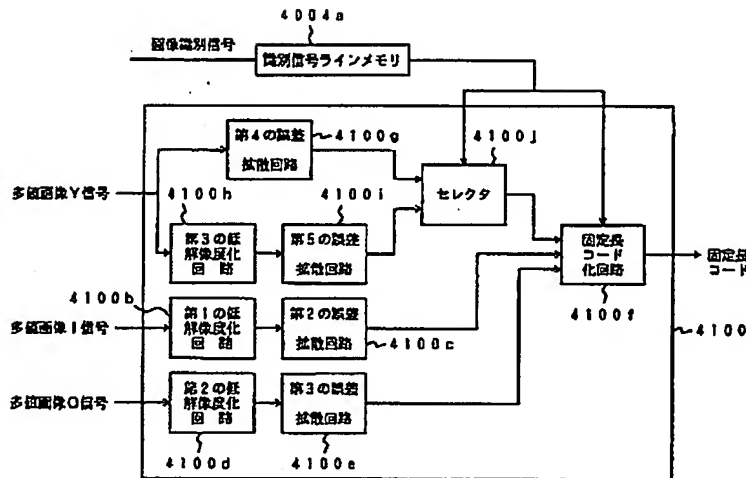 4004a
画像識別信号
識別信号ラインメモリ
第4の誤差
拡散回路
4100g
4100j
セレクタ
多値画像Y信号
4100h
4100i
第3の低
解像度化
回路
第5の誤差
拡散回路
固定長
コード
化回路
固定長
コード
4100b
4100f
第1の低
解像度化
回路
第2の誤差
拡散回路
多値画像I信号
4100c
4100
第2の低
解像度化
回路
第3の誤差
拡散回路
多値画像Q信号
4100d
4100e